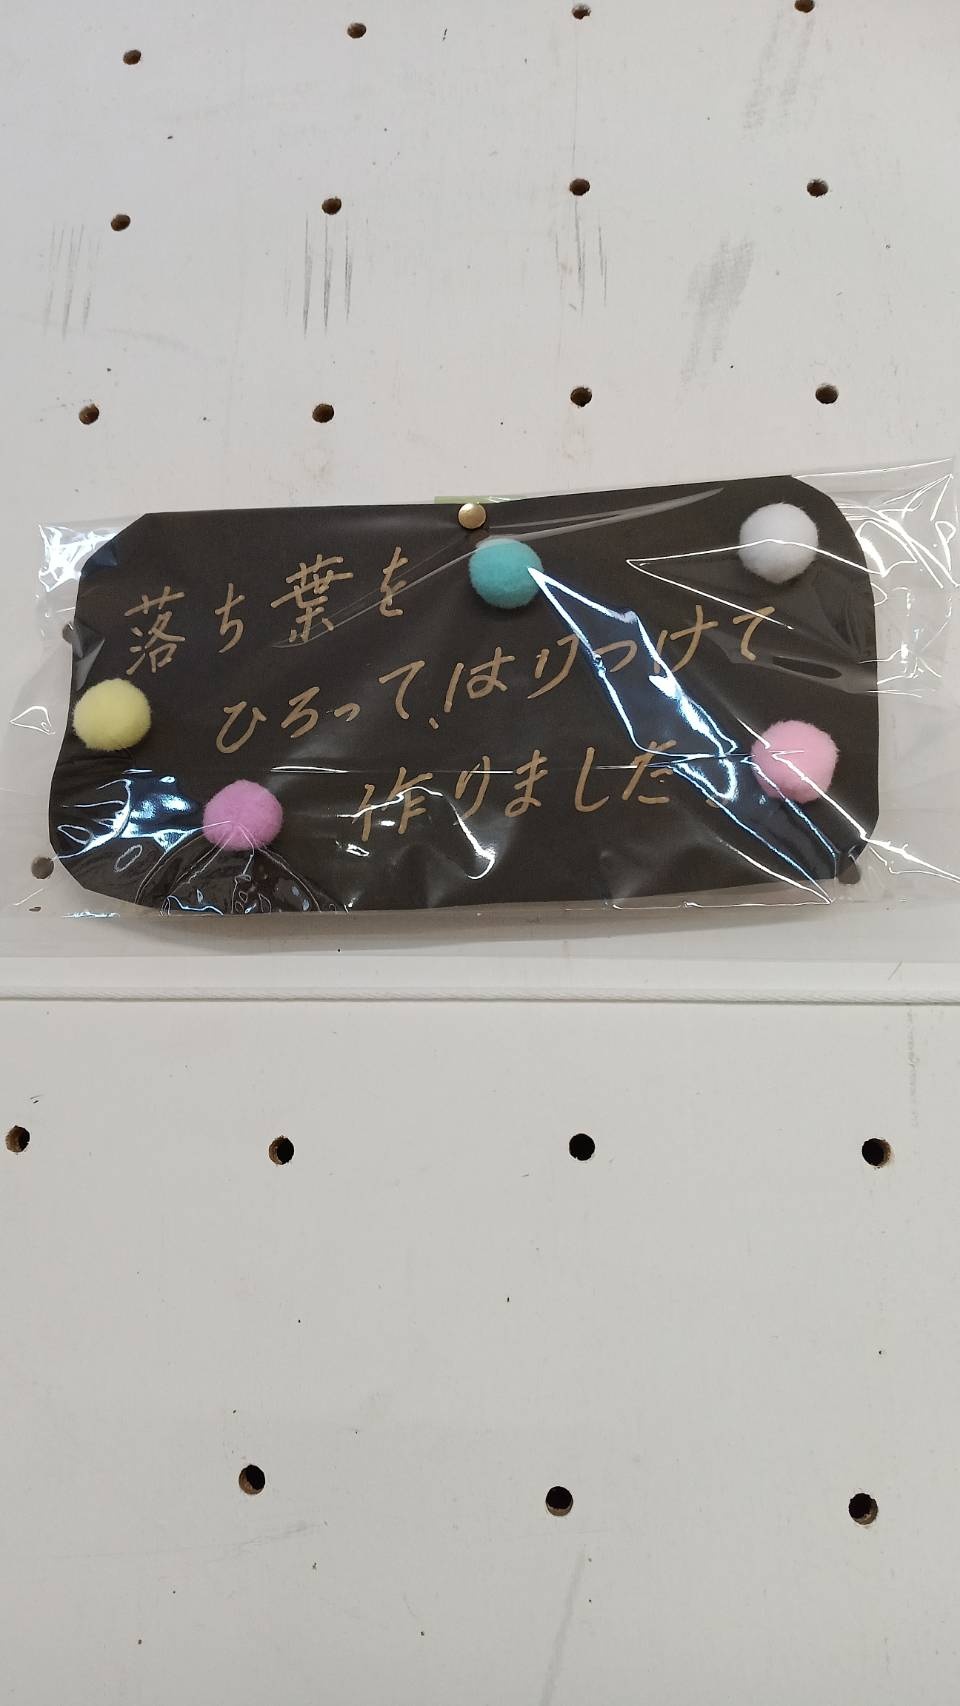 落ち葉を
ひろって、はりつけて
作りました。